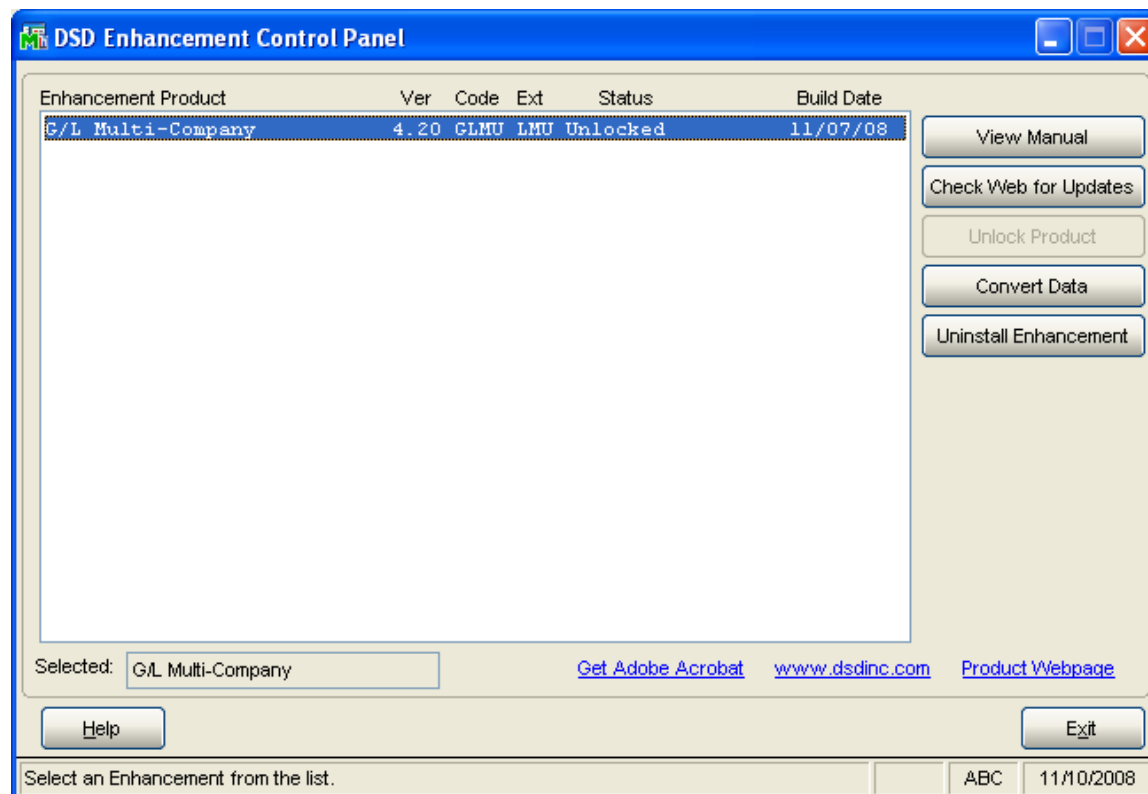 DSD Enhancement Control Panel
Enhancement Product Ver Code Ext Status Build Date
G/L Multi-Company 4.20 GLMU LMU Unlocked 11/07/08
View Manual
Check Web for Updates
Unlock Product
Convert Data
Uninstall Enhancement
Selected: G/L Multi-Company Get Adobe Acrobat www.dsdinc.com Product Webpage
Help Exit
Select an Enhancement from the list. ABC 11/10/2008